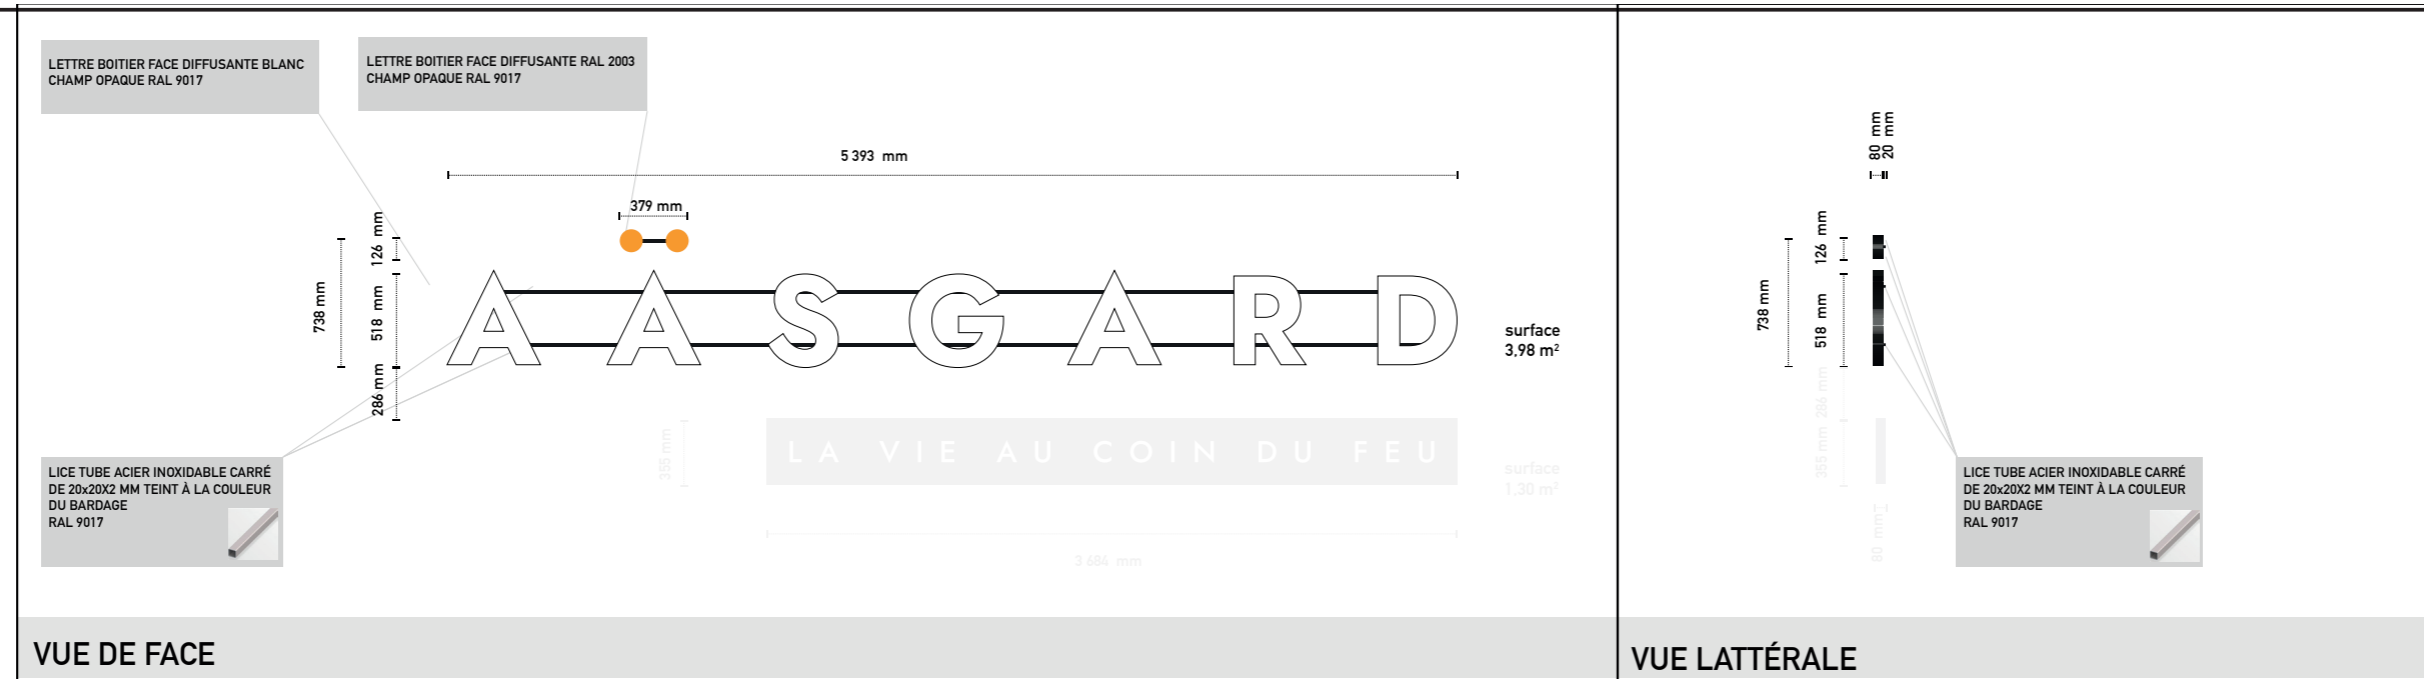 LETTRE BOITIER FACE DIFFUSANTE BLANC
CHAMP OPAQUE RAL 9017
LETTRE BOITIER FACE DIFFUSANTE RAL 2003
CHAMP OPAQUE RAL 9017
5 393 mm
379 mm
126 mm
738 mm
518 mm
286 mm
AASGARD
surface
3,98 m²
355 mm
LA VIE AU COIN DU FEU
surface
1,30 m²
3 684 mm
LICE TUBE ACIER INOXIDABLE CARRÉ
DE 20x20X2 MM TEINT À LA COULEUR
DU BARDAGE
RAL 9017
VUE DE FACE
80 mm
20 mm
126 mm
738 mm
518 mm
286 mm
355 mm
80 mm
LICE TUBE ACIER INOXIDABLE CARRÉ
DE 20x20X2 MM TEINT À LA COULEUR
DU BARDAGE
RAL 9017
VUE LATTÉRALE